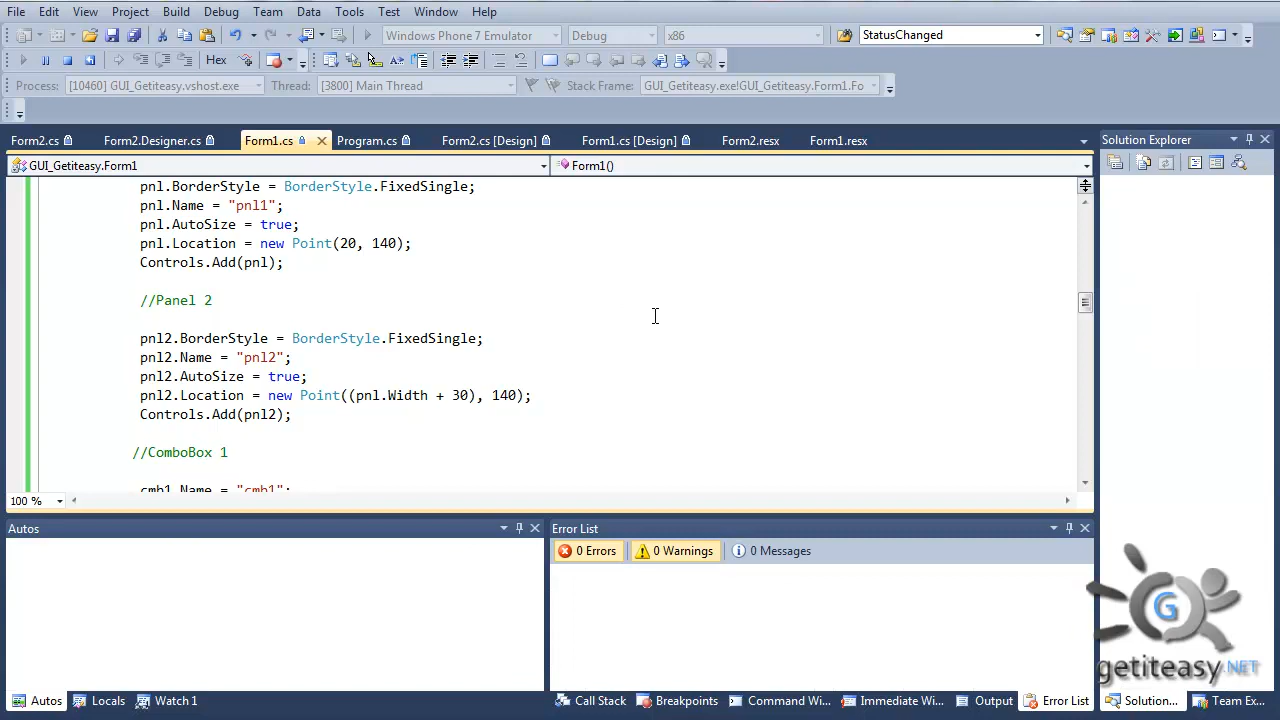 File Edit View Project Build Debug Team Data Tools Test Window Help
Windows Phone 7 Emulator Debug x86 StatusChanged
Hex
Process: [10460] GUI_Getiteasy.vshost.exe Thread: [3800] Main Thread Stack Frame: GUI_Getiteasy.exe!GUI_Getiteasy.Form1.Fo
Form2.cs Form2.Designer.cs Form1.cs Program.cs Form2.cs [Design] Form1.cs [Design] Form2.resx Form1.resx Solution Explorer
GUI_Getiteasy.Form1 Form1()
pnl.BorderStyle = BorderStyle.FixedSingle;
pnl.Name = "pnl1";
pnl.AutoSize = true;
pnl.Location = new Point(20, 140);
Controls.Add(pnl);
//Panel 2
pnl2.BorderStyle = BorderStyle.FixedSingle;
pnl2.Name = "pnl2";
pnl2.AutoSize = true;
pnl2.Location = new Point((pnl.Width + 30), 140);
Controls.Add(pnl2);
//ComboBox 1
cmb1.Name = "cmb1";
100 %
Autos Error List
0 Errors 0 Warnings 0 Messages
G
getiteasy.NET
Autos Locals Watch 1 Call Stack Breakpoints Command Wi... Immediate Wi... Output Error List Solution... Team Ex...